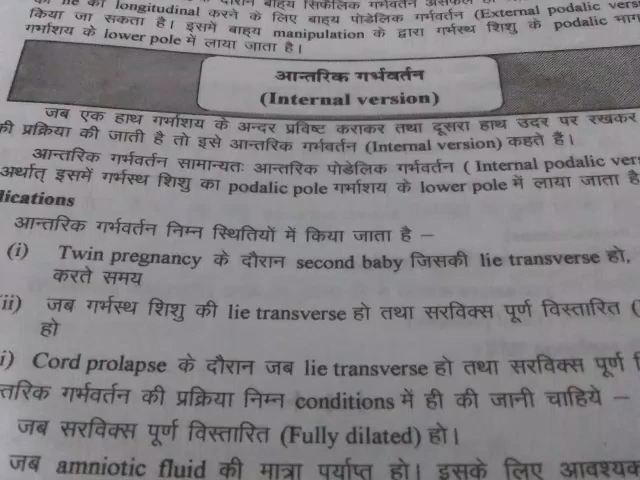 की lie को longitudinal करने के लिए बाह्य पोडेलिक गर्भवर्तन (External podalic
किया जा सकता है। इसमें बाह्य manipulation के द्वारा गर्भस्थ शिशु के podalic भाग
गर्भाशय के lower pole में लाया जाता है।
आन्तरिक गर्भवर्तन
(Internal version)
जब एक हाथ गर्भाशय के अन्दर प्रविष्ट कराकर तथा दूसरा हाथ उदर पर रखकर
की प्रक्रिया की जाती है तो इसे आन्तरिक गर्भवर्तन (Internal version) कहते हैं।
आन्तरिक गर्भवर्तन सामान्यतः आन्तरिक पोडेलिक गर्भवर्तन ( Internal podalic ver
अर्थात् इसमें गर्भस्थ शिशु का podalic pole गर्भाशय के lower pole में लाया जाता है
lications
आन्तरिक गर्भवर्तन निम्न स्थितियों में किया जाता है –
(i) Twin pregnancy के दौरान second baby जिसकी lie transverse हो,
करते समय
ii) जब गर्भस्थ शिशु की lie transverse हो तथा सरविक्स पूर्ण विस्तारित (
हो
i) Cord prolapse के दौरान जब lie transverse हो तथा सरविक्स पूर्ण
तरिक गर्भवर्तन की प्रक्रिया निम्न conditions में ही की जानी चाहिये –
जब सरविक्स पूर्ण विस्तारित (Fully dilated) हो।
जब amniotic fluid की मात्रा पर्याप्त हो। इसके लिए आवश्यक